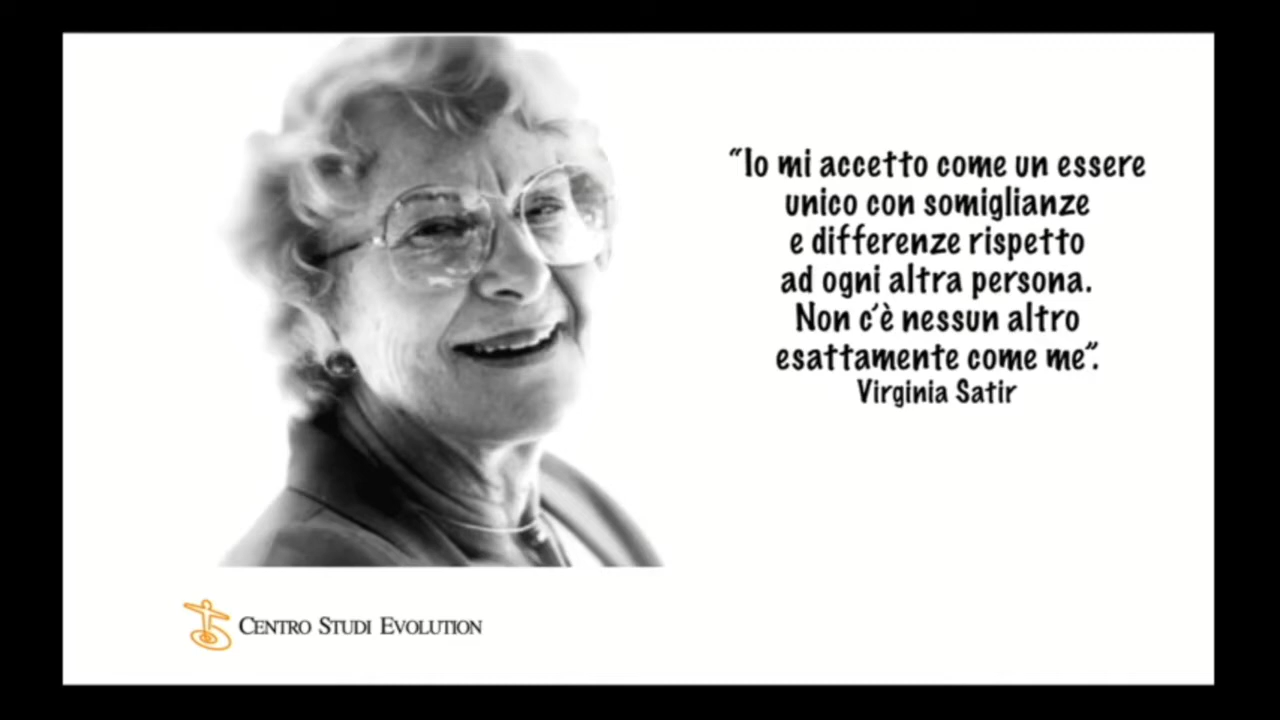 “Io mi accetto come un essere
unico con somiglianze
e differenze rispetto
ad ogni altra persona.
Non c’è nessun altro
esattamente come me”.
Virginia Satir
CENTRO STUDI EVOLUTION